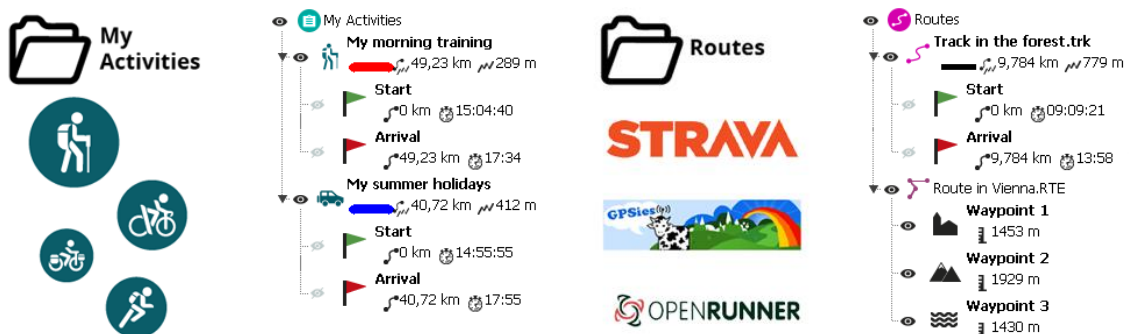 My
Activities
My Activities
My morning training
49,23 km 289 m
Start
0 km 15:04:40
Arrival
49,23 km 17:34
My summer holidays
40,72 km 412 m
Start
0 km 14:55:55
Arrival
40,72 km 17:55
Routes
STRAVA
GPSies
OPENRUNNER
Routes
Track in the forest.trk
9,784 km 779 m
Start
0 km 09:09:21
Arrival
9,784 km 13:58
Route in Vienna.RTE
Waypoint 1
1453 m
Waypoint 2
1929 m
Waypoint 3
1430 m